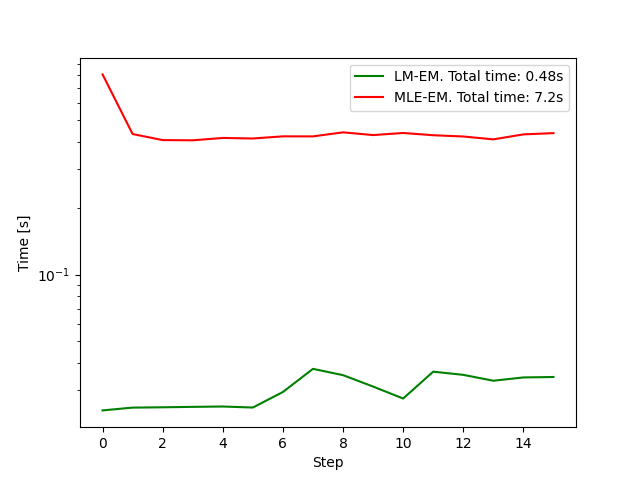 LM-EM. Total time: 0.48s
MLE-EM. Total time: 7.2s
Time [s]
10⁻¹
0 2 4 6 8 10 12 14
Step